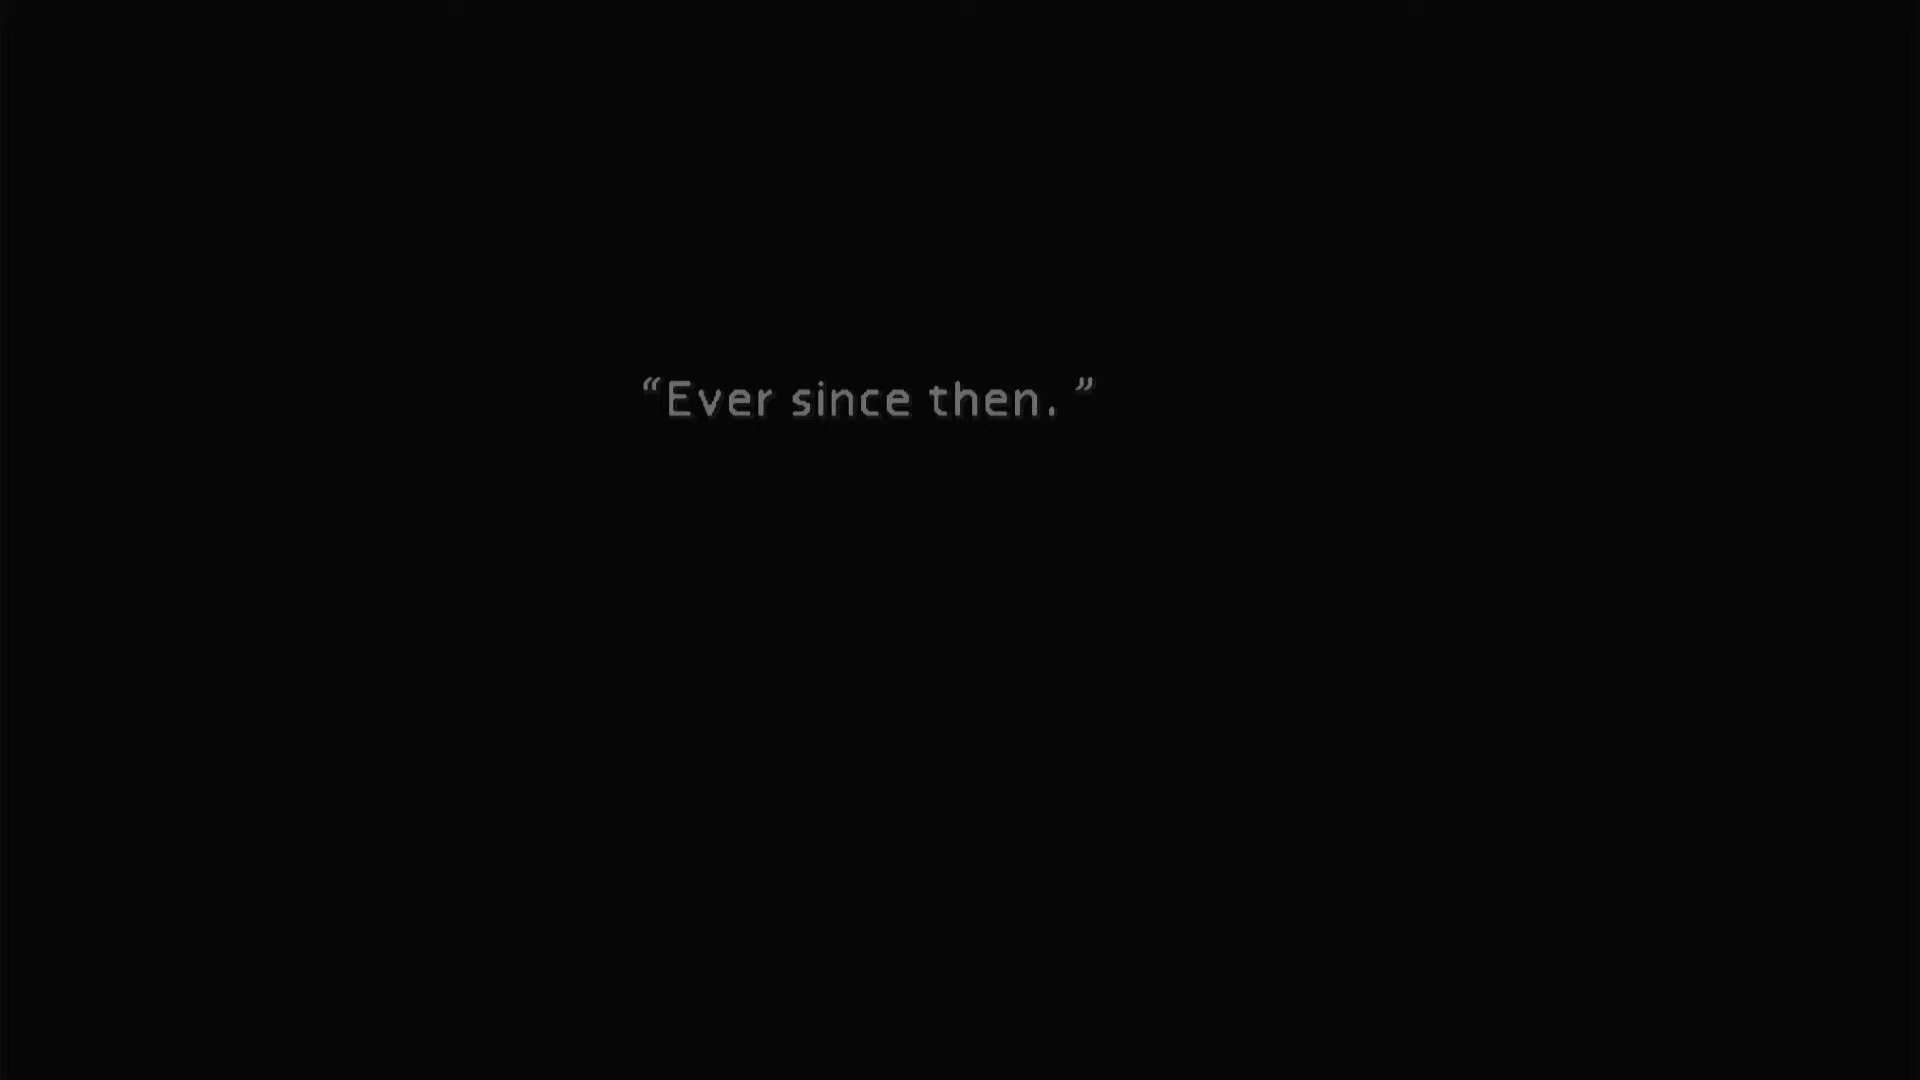 “Ever since then. ”